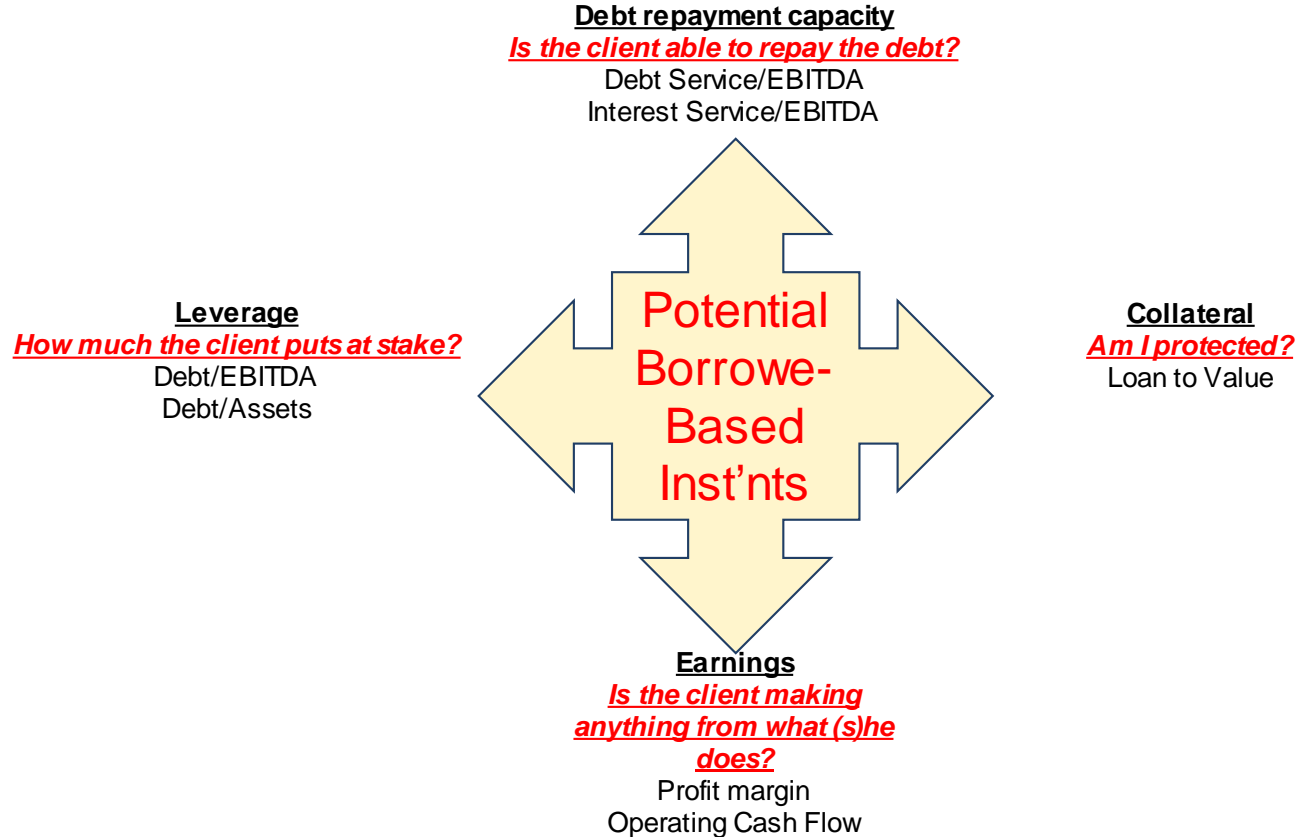 Debt repayment capacity
Is the client able to repay the debt?
Debt Service/EBITDA
Interest Service/EBITDA
Leverage
How much the client puts at stake?
Debt/EBITDA
Debt/Assets
Potential
Borrowe-
Based
Inst’nts
Collateral
Am I protected?
Loan to Value
Earnings
Is the client making
anything from what (s)he
does?
Profit margin
Operating Cash Flow